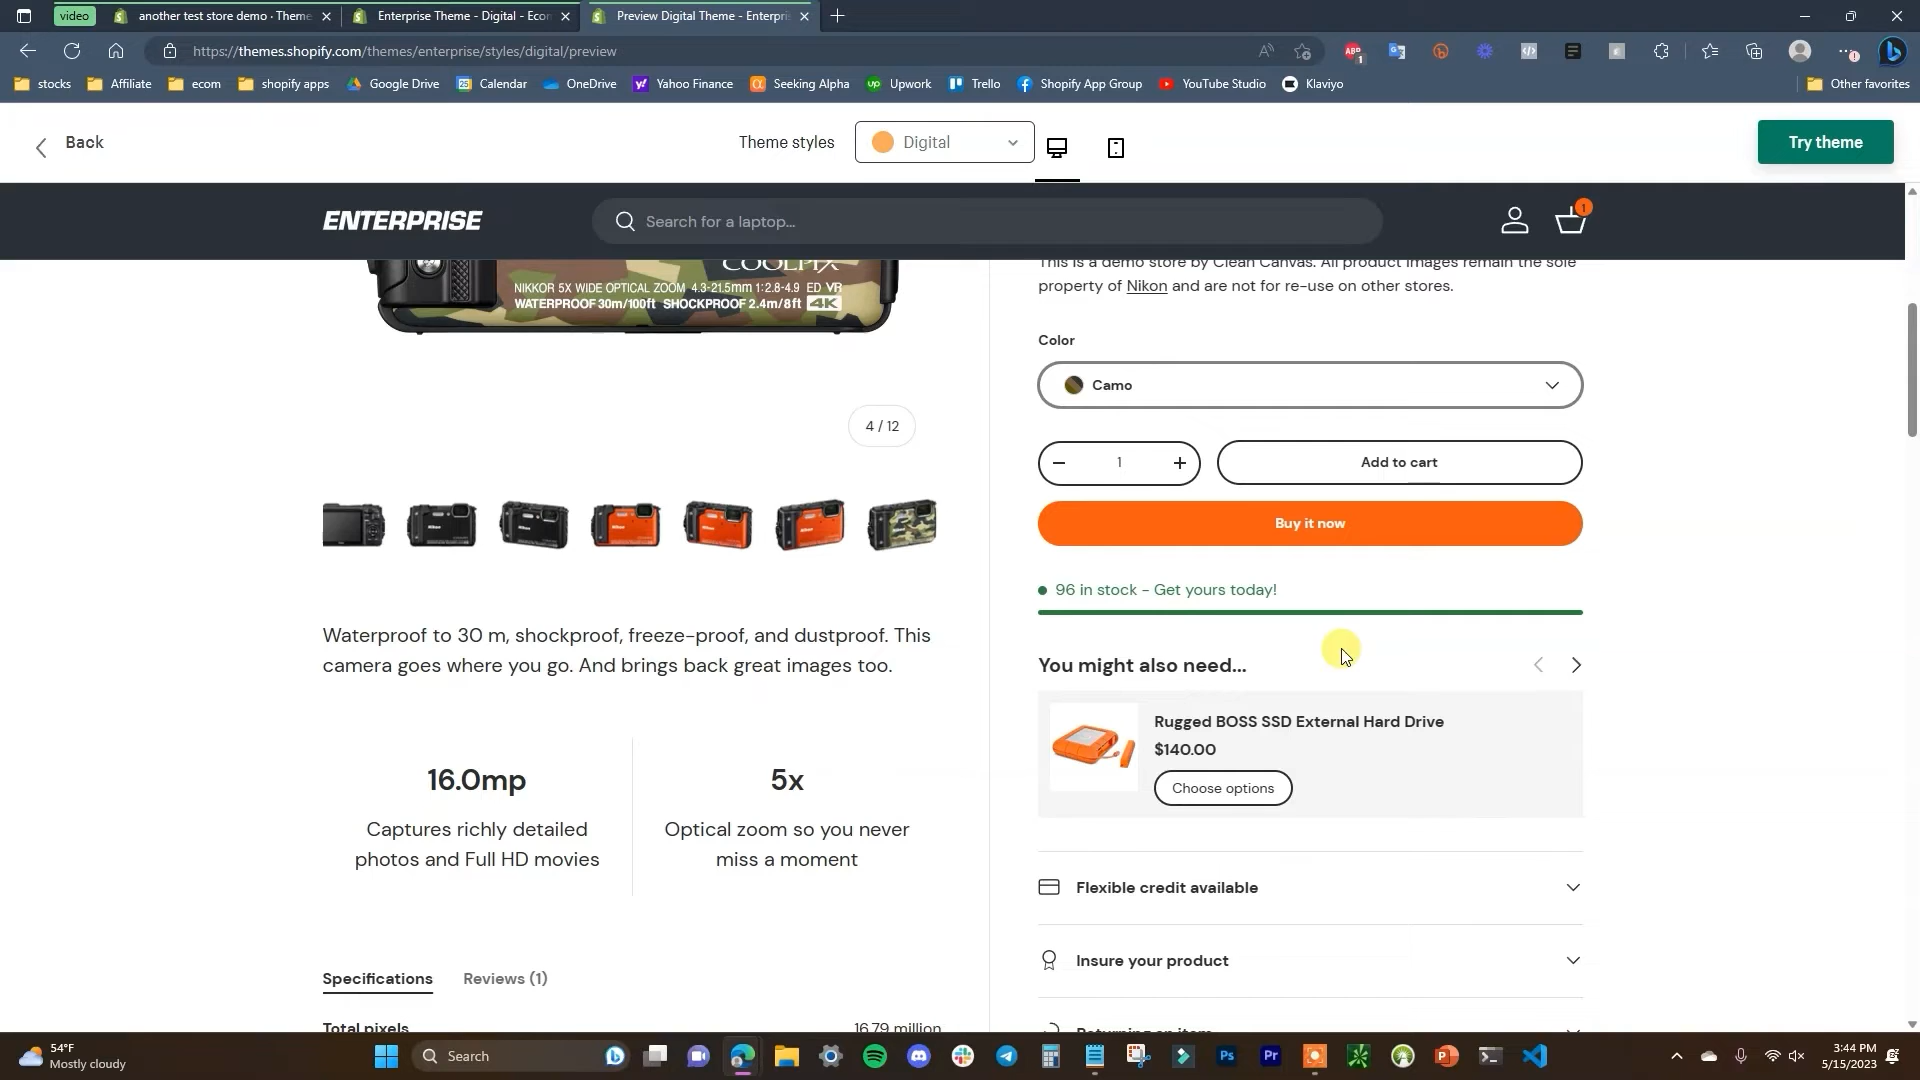 video
another test store demo · Theme
Enterprise Theme - Digital - Ecom
Preview Digital Theme - Enterpris
https://themes.shopify.com/themes/enterprise/styles/digital/preview
stocks
Affiliate
ecom
shopify apps
Google Drive
Calendar
OneDrive
Yahoo Finance
Seeking Alpha
Upwork
Trello
Shopify App Group
YouTube Studio
Klaviyo
Other favorites
Back
Theme styles
Digital
Try theme
ENTERPRISE
Search for a laptop...
1
COOLPIX
NIKKOR 5X WIDE OPTICAL ZOOM 4.3-21.5mm 1:2.8-4.9 ED VR
WATERPROOF 30m/100ft SHOCKPROOF 2.4m/8ft 4K
This is a demo store by Clean Canvas. All product images remain the sole
property of Nikon and are not for re-use on other stores.
Color
Camo
4 / 12
1
Add to cart
Buy it now
96 in stock - Get yours today!
Waterproof to 30 m, shockproof, freeze-proof, and dustproof. This
camera goes where you go. And brings back great images too.
You might also need...
Rugged BOSS SSD External Hard Drive
$140.00
Choose options
16.0mp
Captures richly detailed
photos and Full HD movies
5x
Optical zoom so you never
miss a moment
Flexible credit available
Insure your product
Returning an item
Specifications
Reviews (1)
Total pixels
16.79 million
54°F
Mostly cloudy
Search
3:44 PM
5/15/2023